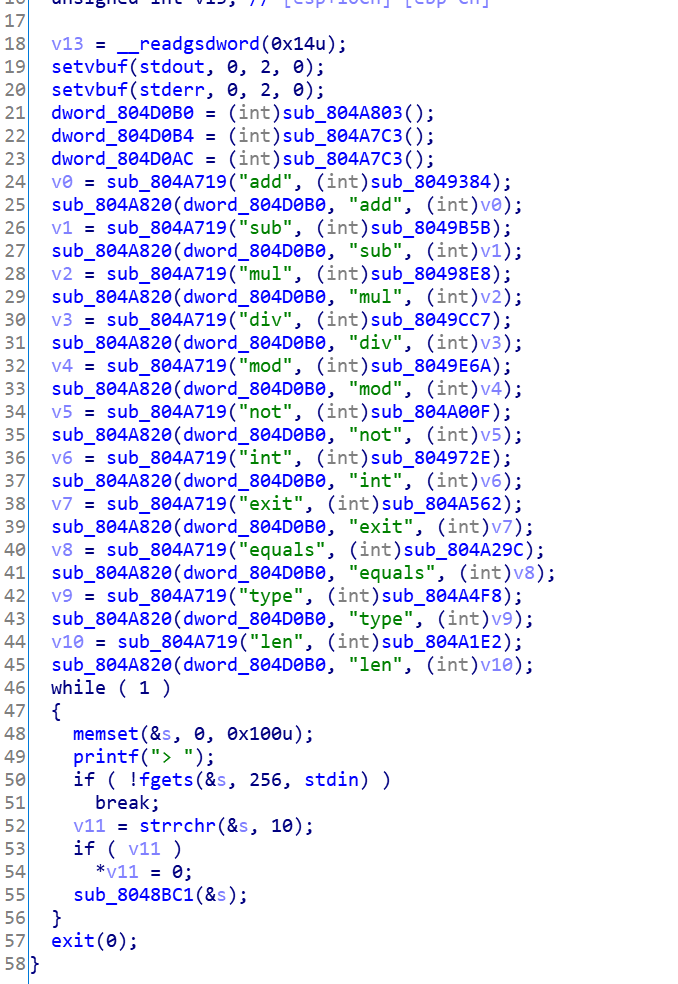 17
18 v13 = __readgsdword(0x14u);
19 setvbuf(stdout, 0, 2, 0);
20 setvbuf(stderr, 0, 2, 0);
21 dword_804D0B0 = (int)sub_804A803();
22 dword_804D0B4 = (int)sub_804A7C3();
23 dword_804D0AC = (int)sub_804A7C3();
24 v0 = sub_804A719("add", (int)sub_8049384);
25 sub_804A820(dword_804D0B0, "add", (int)v0);
26 v1 = sub_804A719("sub", (int)sub_8049B5B);
27 sub_804A820(dword_804D0B0, "sub", (int)v1);
28 v2 = sub_804A719("mul", (int)sub_80498E8);
29 sub_804A820(dword_804D0B0, "mul", (int)v2);
30 v3 = sub_804A719("div", (int)sub_8049CC7);
31 sub_804A820(dword_804D0B0, "div", (int)v3);
32 v4 = sub_804A719("mod", (int)sub_8049E6A);
33 sub_804A820(dword_804D0B0, "mod", (int)v4);
34 v5 = sub_804A719("not", (int)sub_804A00F);
35 sub_804A820(dword_804D0B0, "not", (int)v5);
36 v6 = sub_804A719("int", (int)sub_804972E);
37 sub_804A820(dword_804D0B0, "int", (int)v6);
38 v7 = sub_804A719("exit", (int)sub_804A562);
39 sub_804A820(dword_804D0B0, "exit", (int)v7);
40 v8 = sub_804A719("equals", (int)sub_804A29C);
41 sub_804A820(dword_804D0B0, "equals", (int)v8);
42 v9 = sub_804A719("type", (int)sub_804A4F8);
43 sub_804A820(dword_804D0B0, "type", (int)v9);
44 v10 = sub_804A719("len", (int)sub_804A1E2);
45 sub_804A820(dword_804D0B0, "len", (int)v10);
46 while ( 1 )
47 {
48 memset(&s, 0, 0x100u);
49 printf("> ");
50 if ( !fgets(&s, 256, stdin) )
51 break;
52 v11 = strrchr(&s, 10);
53 if ( v11 )
54 *v11 = 0;
55 sub_8048BC1(&s);
56 }
57 exit(0);
58 }